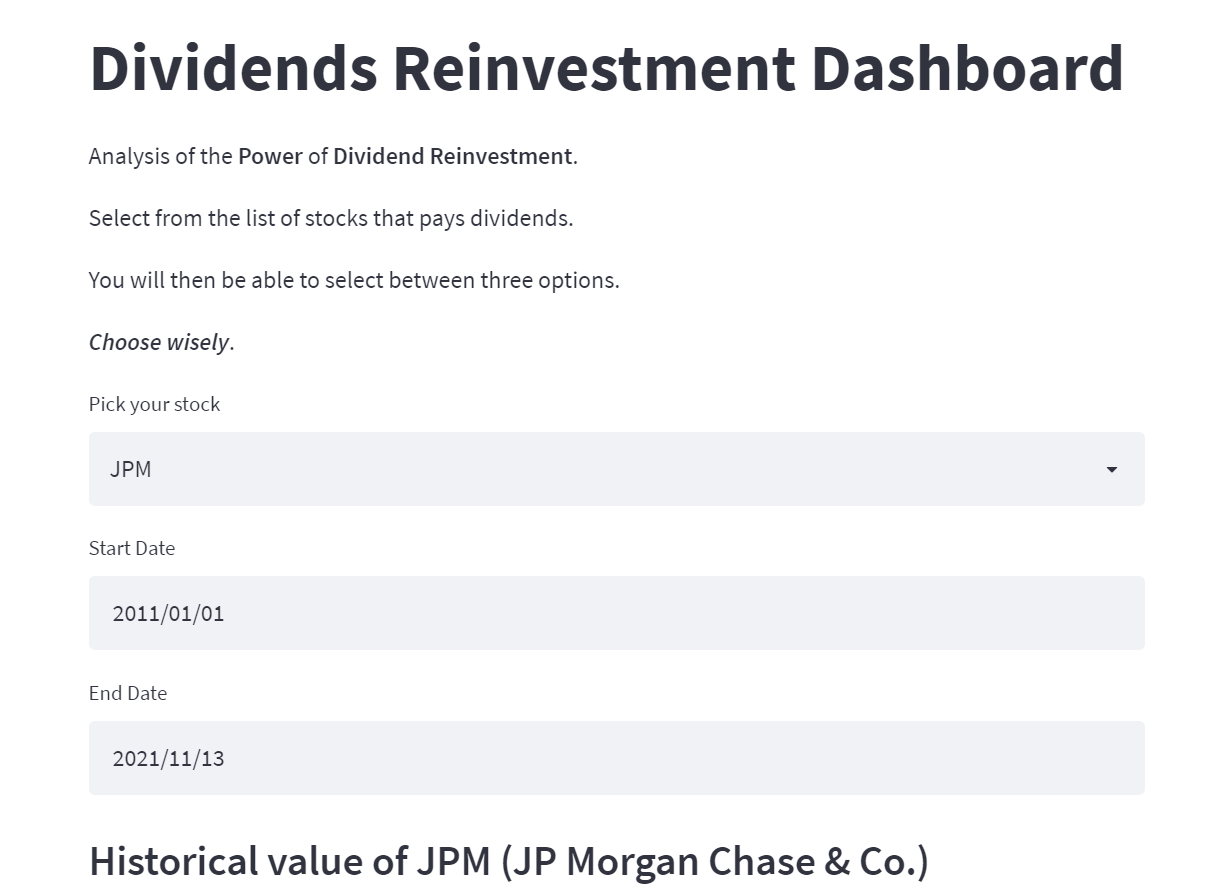 Dividends Reinvestment Dashboard
Analysis of the Power of Dividend Reinvestment.
Select from the list of stocks that pays dividends.
You will then be able to select between three options.
Choose wisely.
Pick your stock
JPM
Start Date
2011/01/01
End Date
2021/11/13
Historical value of JPM (JP Morgan Chase & Co.)